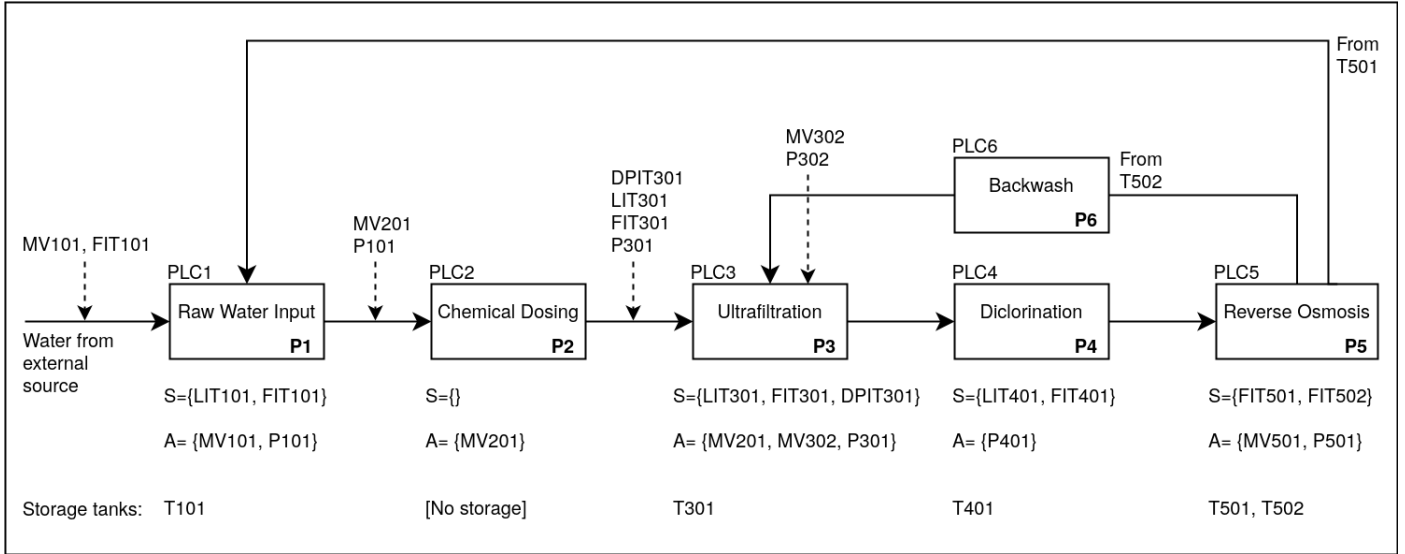 From
T501
MV302
P302
PLC6
From
T502
Backwash
P6
DPIT301
LIT301
FIT301
P301
MV201
P101
MV101, FIT101
PLC1
Raw Water Input
P1
PLC2
Chemical Dosing
P2
PLC3
Ultrafiltration
P3
PLC4
Diclorination
P4
PLC5
Reverse Osmosis
P5
Water from
external
source
S={LIT101, FIT101}
S={}
S={LIT301, FIT301, DPIT301}
S={LIT401, FIT401}
S={FIT501, FIT502}
A= {MV101, P101}
A= {MV201}
A= {MV201, MV302, P301}
A= {P401}
A= {MV501, P501}
Storage tanks:
T101
[No storage]
T301
T401
T501, T502